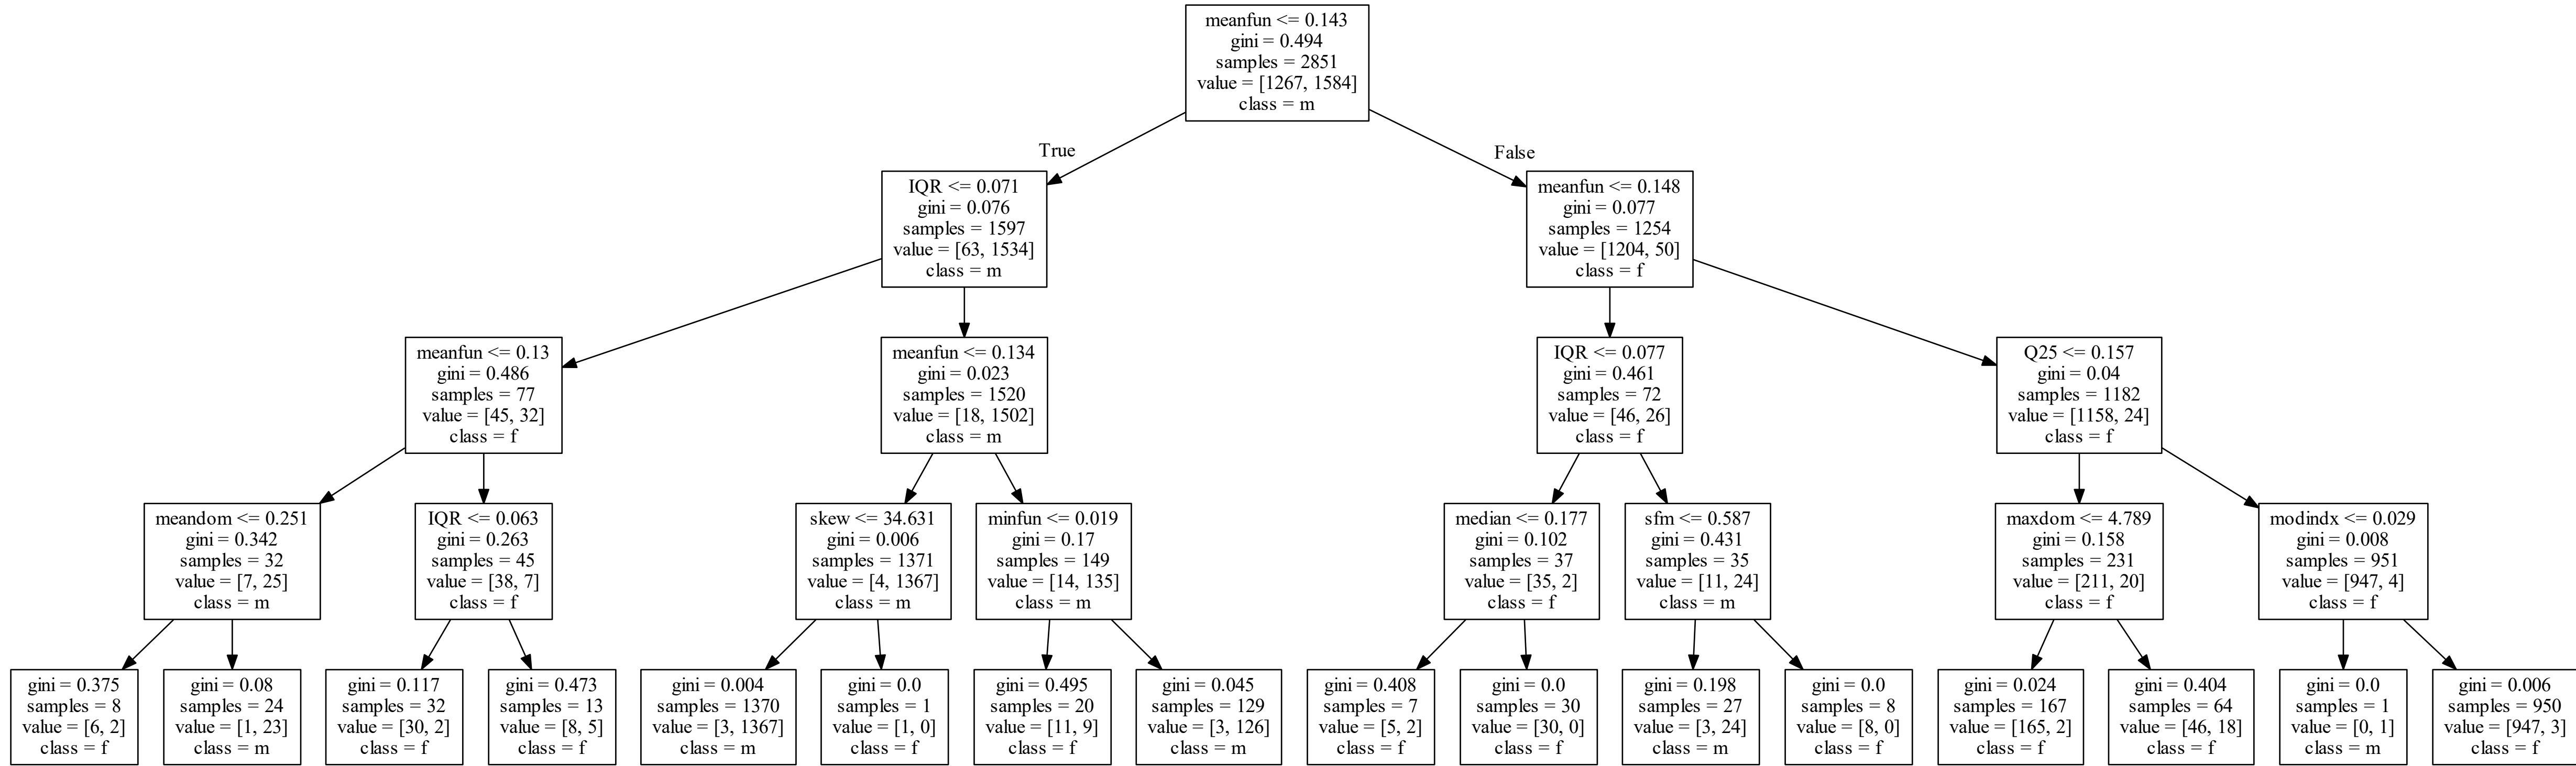 meanfun <= 0.143
gini = 0.494
samples = 2851
value = [1267, 1584]
class = m
True
False
IQR <= 0.071
gini = 0.076
samples = 1597
value = [63, 1534]
class = m
meanfun <= 0.148
gini = 0.077
samples = 1254
value = [1204, 50]
class = f
meanfun <= 0.13
gini = 0.486
samples = 77
value = [45, 32]
class = f
meanfun <= 0.134
gini = 0.023
samples = 1520
value = [18, 1502]
class = m
IQR <= 0.077
gini = 0.461
samples = 72
value = [46, 26]
class = f
Q25 <= 0.157
gini = 0.04
samples = 1182
value = [1158, 24]
class = f
meandom <= 0.251
gini = 0.342
samples = 32
value = [7, 25]
class = m
IQR <= 0.063
gini = 0.263
samples = 45
value = [38, 7]
class = f
skew <= 34.631
gini = 0.006
samples = 1371
value = [4, 1367]
class = m
minfun <= 0.019
gini = 0.17
samples = 149
value = [14, 135]
class = m
median <= 0.177
gini = 0.102
samples = 37
value = [35, 2]
class = f
sfm <= 0.587
gini = 0.431
samples = 35
value = [11, 24]
class = m
maxdom <= 4.789
gini = 0.158
samples = 231
value = [211, 20]
class = f
modindx <= 0.029
gini = 0.008
samples = 951
value = [947, 4]
class = f
gini = 0.375
samples = 8
value = [6, 2]
class = f
gini = 0.08
samples = 24
value = [1, 23]
class = m
gini = 0.117
samples = 32
value = [30, 2]
class = f
gini = 0.473
samples = 13
value = [8, 5]
class = f
gini = 0.004
samples = 1370
value = [3, 1367]
class = m
gini = 0.0
samples = 1
value = [1, 0]
class = f
gini = 0.495
samples = 20
value = [11, 9]
class = f
gini = 0.045
samples = 129
value = [3, 126]
class = m
gini = 0.408
samples = 7
value = [5, 2]
class = f
gini = 0.0
samples = 30
value = [30, 0]
class = f
gini = 0.198
samples = 27
value = [3, 24]
class = m
gini = 0.0
samples = 8
value = [8, 0]
class = f
gini = 0.024
samples = 167
value = [165, 2]
class = f
gini = 0.404
samples = 64
value = [46, 18]
class = f
gini = 0.0
samples = 1
value = [0, 1]
class = m
gini = 0.006
samples = 950
value = [947, 3]
class = f